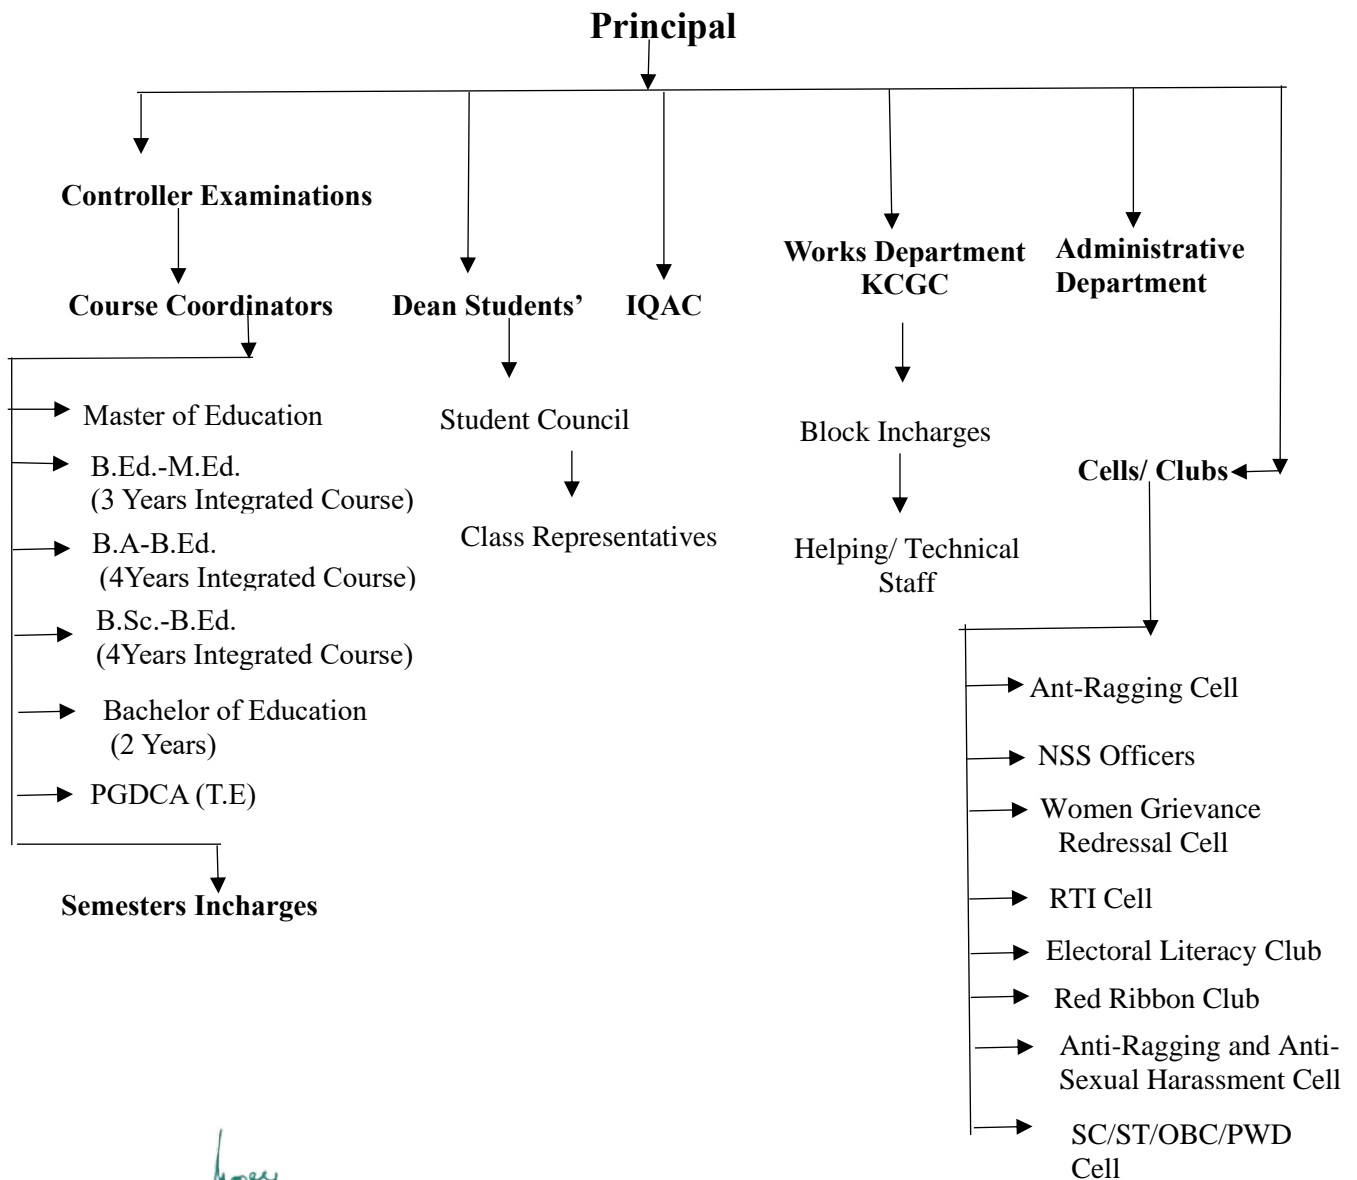 Principal
Controller Examinations
Course Coordinators
Master of Education
B.Ed.-M.Ed.
(3 Years Integrated Course)
B.A-B.Ed.
(4Years Integrated Course)
B.Sc.-B.Ed.
(4Years Integrated Course)
Bachelor of Education
(2 Years)
PGDCA (T.E)
Semesters Incharges
Dean Students’
Student Council
Class Representatives
IQAC
Works Department
KCGC
Block Incharges
Helping/ Technical
Staff
Administrative
Department
Cells/ Clubs
Ant-Ragging Cell
NSS Officers
Women Grievance
Redressal Cell
RTI Cell
Electoral Literacy Club
Red Ribbon Club
Anti-Ragging and Anti-
Sexual Harassment Cell
SC/ST/OBC/PWD
Cell